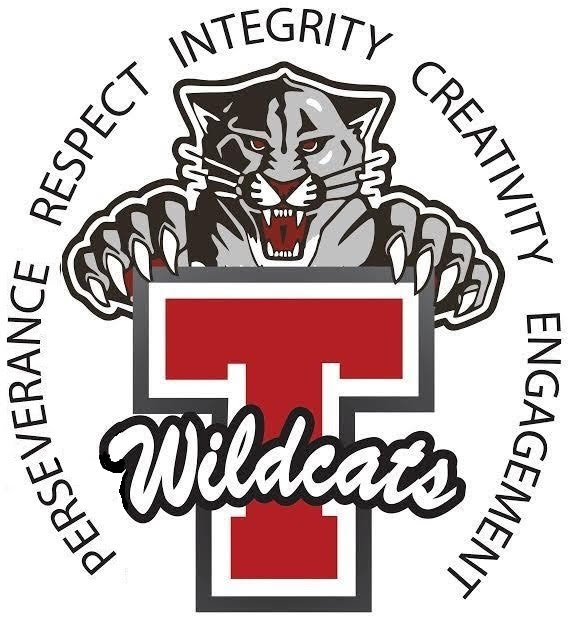 PERSEVERANCE RESPECT INTEGRITY CREATIVITY ENGAGEMENT
T
Wildcats